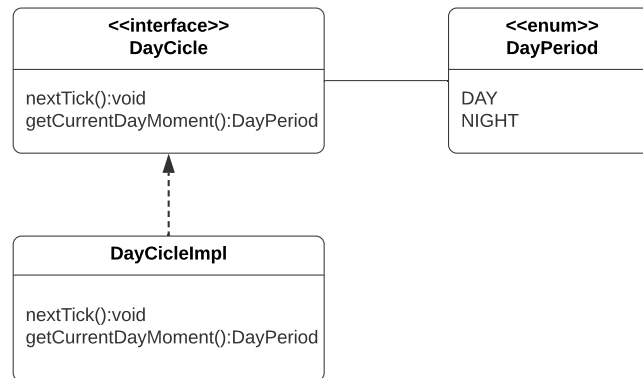 <<interface>>
DayCicle
nextTick():void
getCurrentDayMoment():DayPeriod
<<enum>>
DayPeriod
DAY
NIGHT
DayCicleImpl
nextTick():void
getCurrentDayMoment():DayPeriod